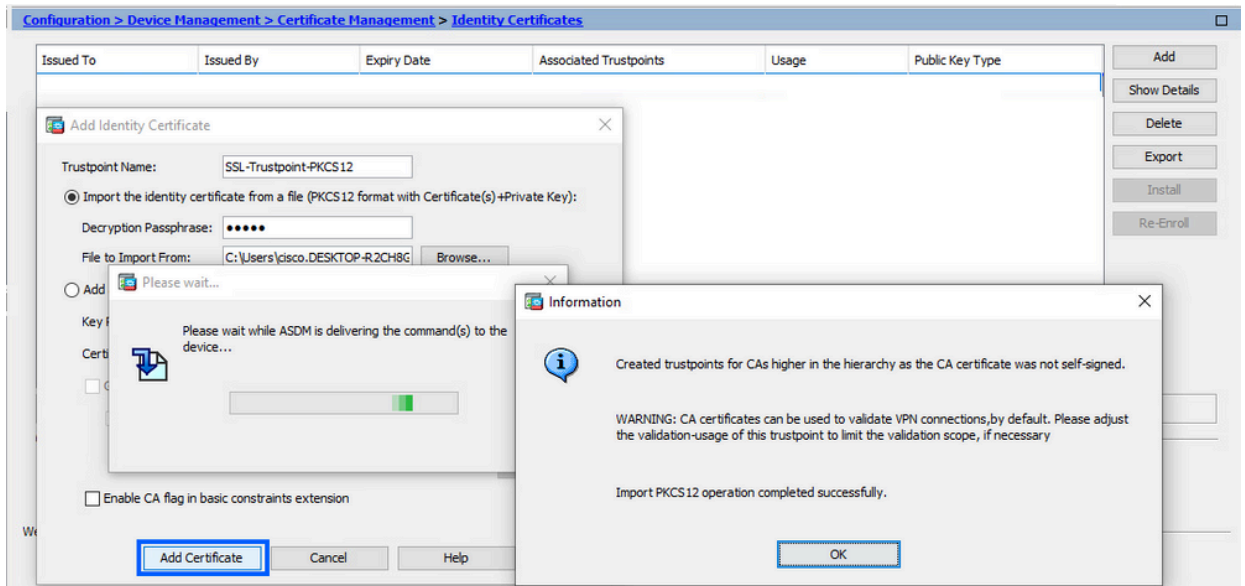 Configuration > Device Management > Certificate Management > Identity Certificates
Issued To Issued By Expiry Date Associated Trustpoints Usage Public Key Type
Add
Show Details
Delete
Export
Install
Re-Enroll
Add Identity Certificate
Trustpoint Name: SSL-Trustpoint-PKCS12
Import the identity certificate from a file (PKCS12 format with Certificate(s)+Private Key):
Decryption Passphrase: •••••
File to Import From: C:\Users\cisco.DESKTOP-R2CH8G Browse...
Add
Key
Certi
Please wait...
Please wait while ASDM is delivering the command(s) to the
device...
Enable CA flag in basic constraints extension
Add Certificate Cancel Help
Information
Created trustpoints for CAs higher in the hierarchy as the CA certificate was not self-signed.
WARNING: CA certificates can be used to validate VPN connections,by default. Please adjust
the validation-usage of this trustpoint to limit the validation scope, if necessary
Import PKCS12 operation completed successfully.
OK